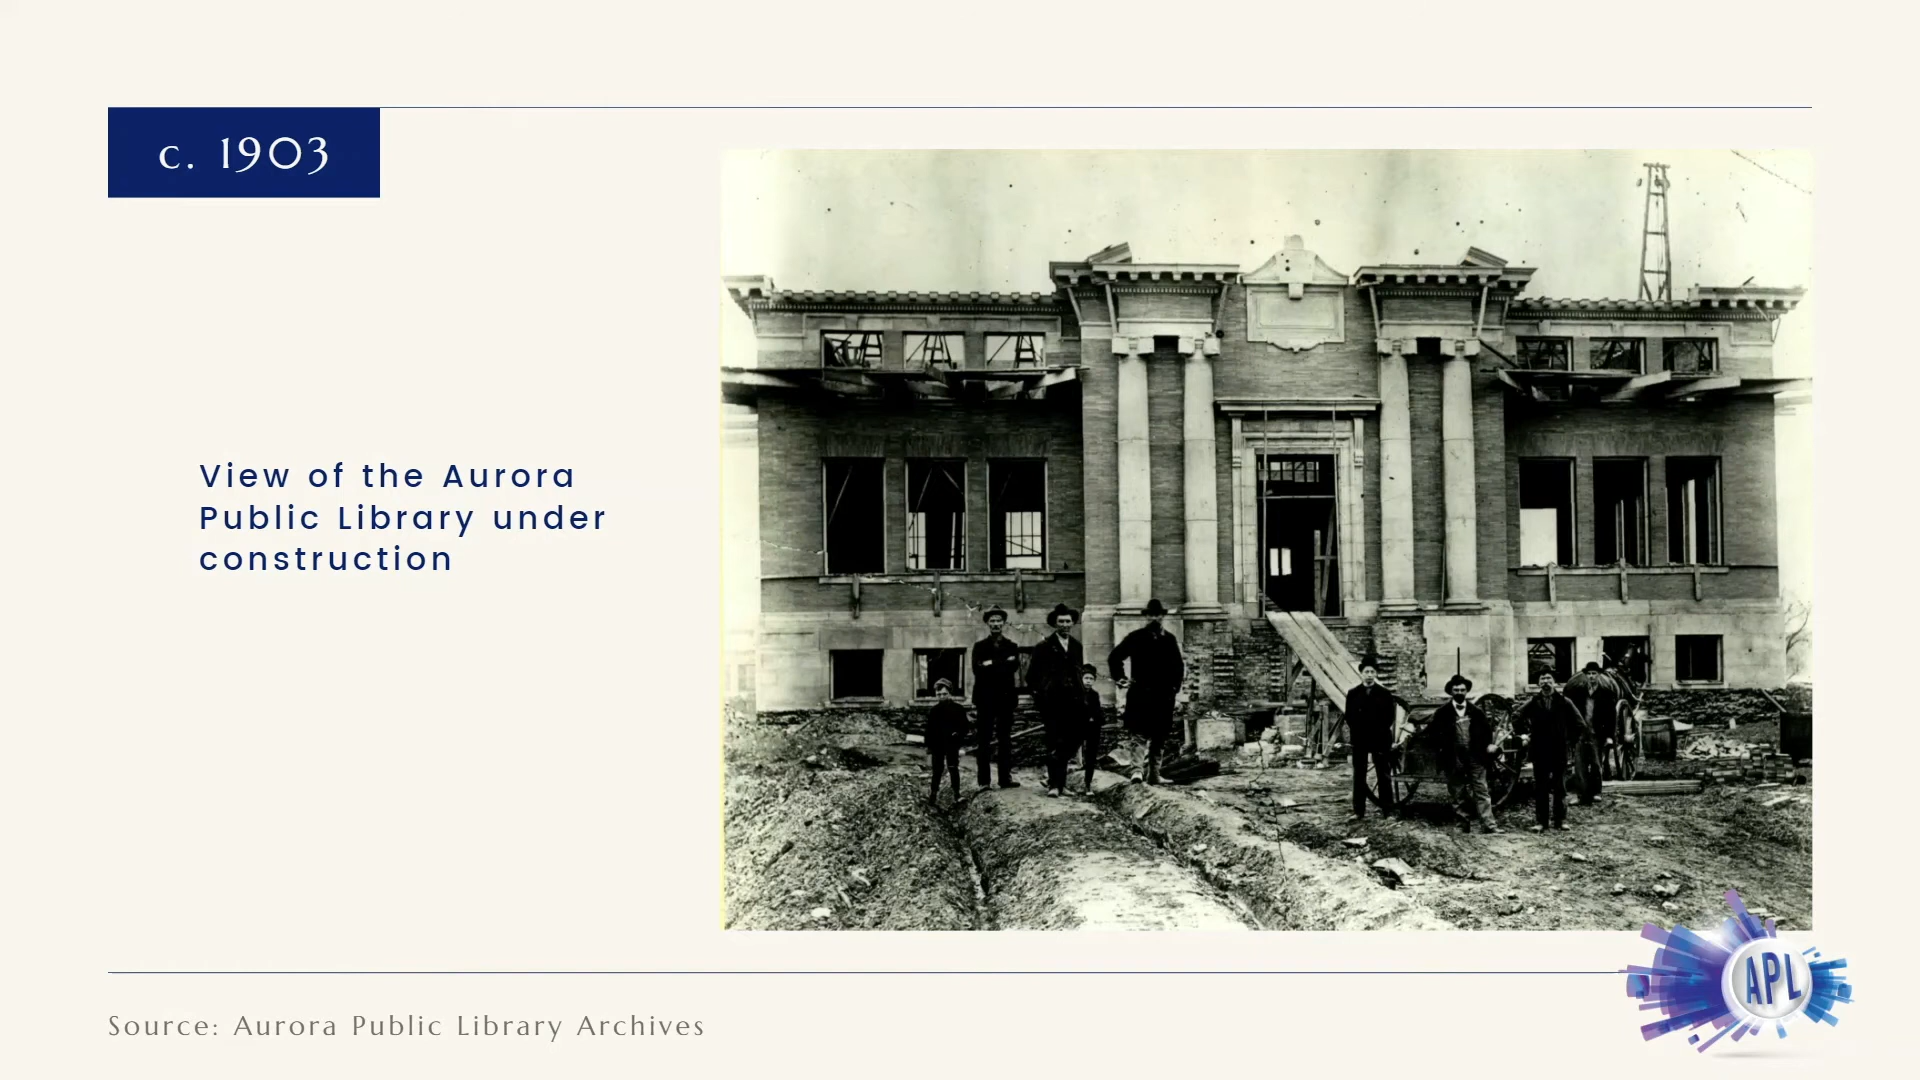 c. 1903
View of the Aurora
Public Library under
construction
Source: Aurora Public Library Archives
APL